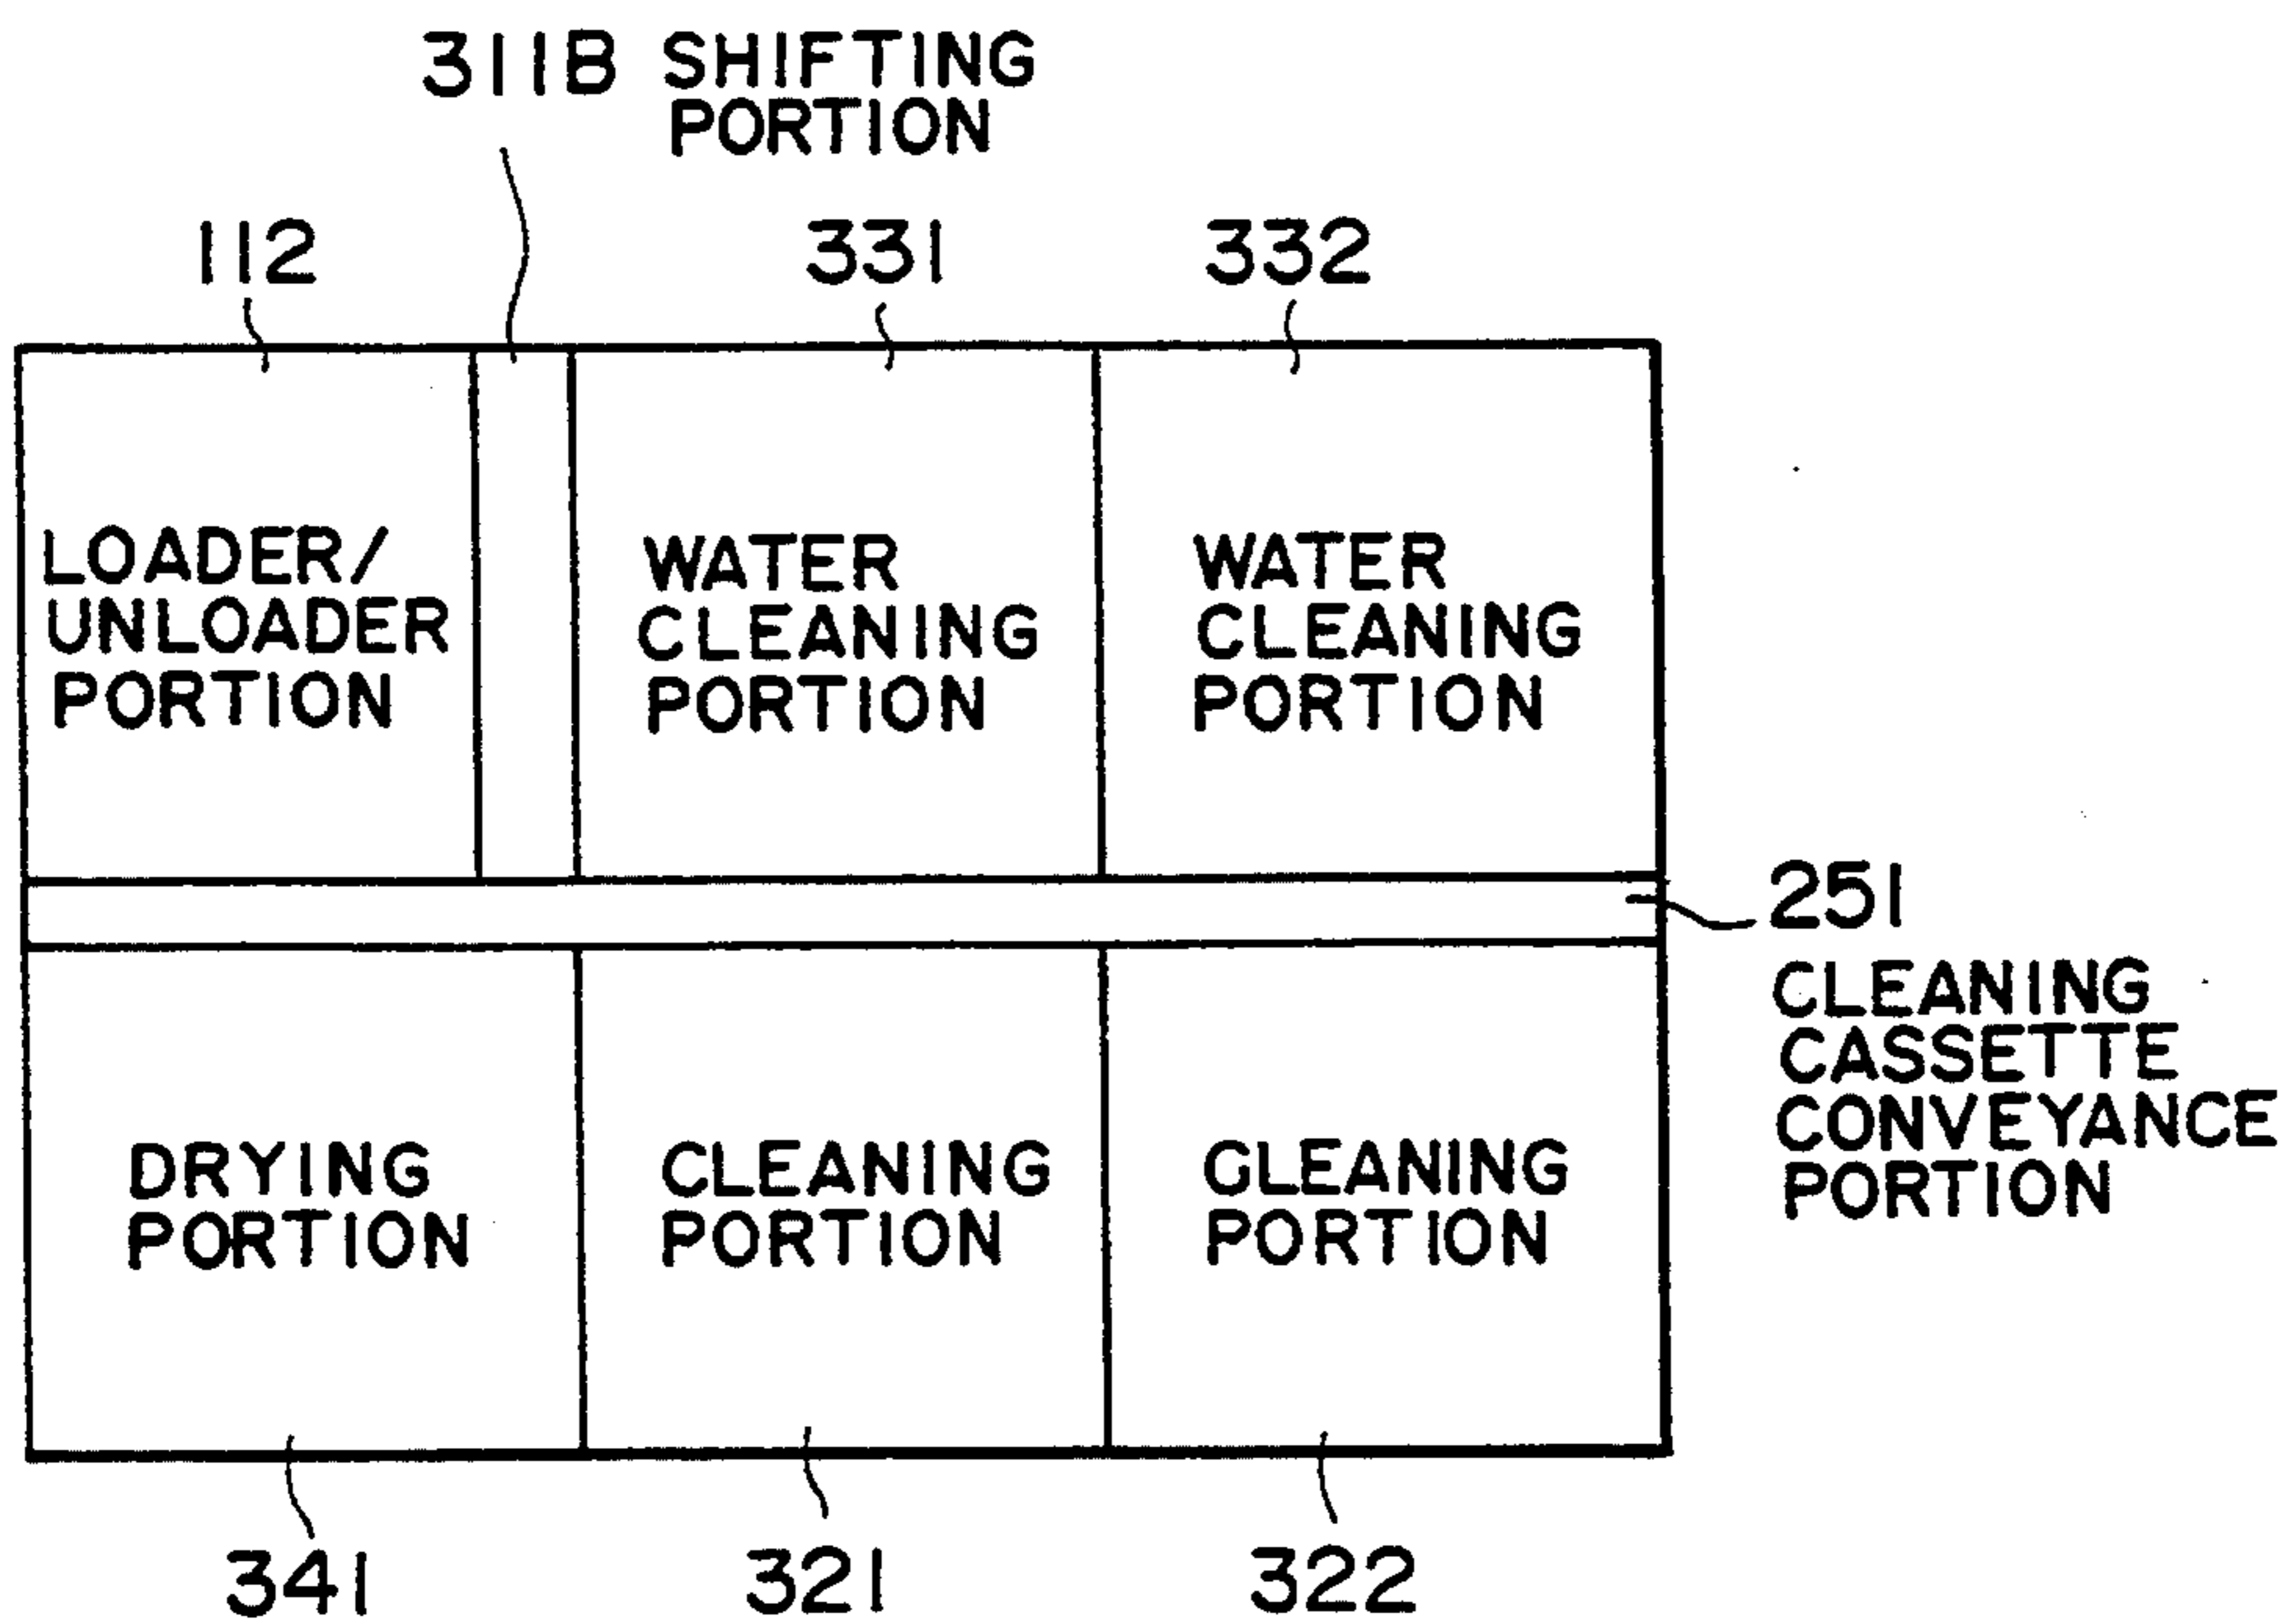 311B SHIFTING
PORTION
112
331
332
LOADER/
UNLOADER
PORTION
WATER
CLEANING
PORTION
WATER
CLEANING
PORTION
251
CLEANING
CASSETTE
CONVEYANCE
PORTION
DRYING
PORTION
CLEANING
PORTION
CLEANING
PORTION
341
321
322